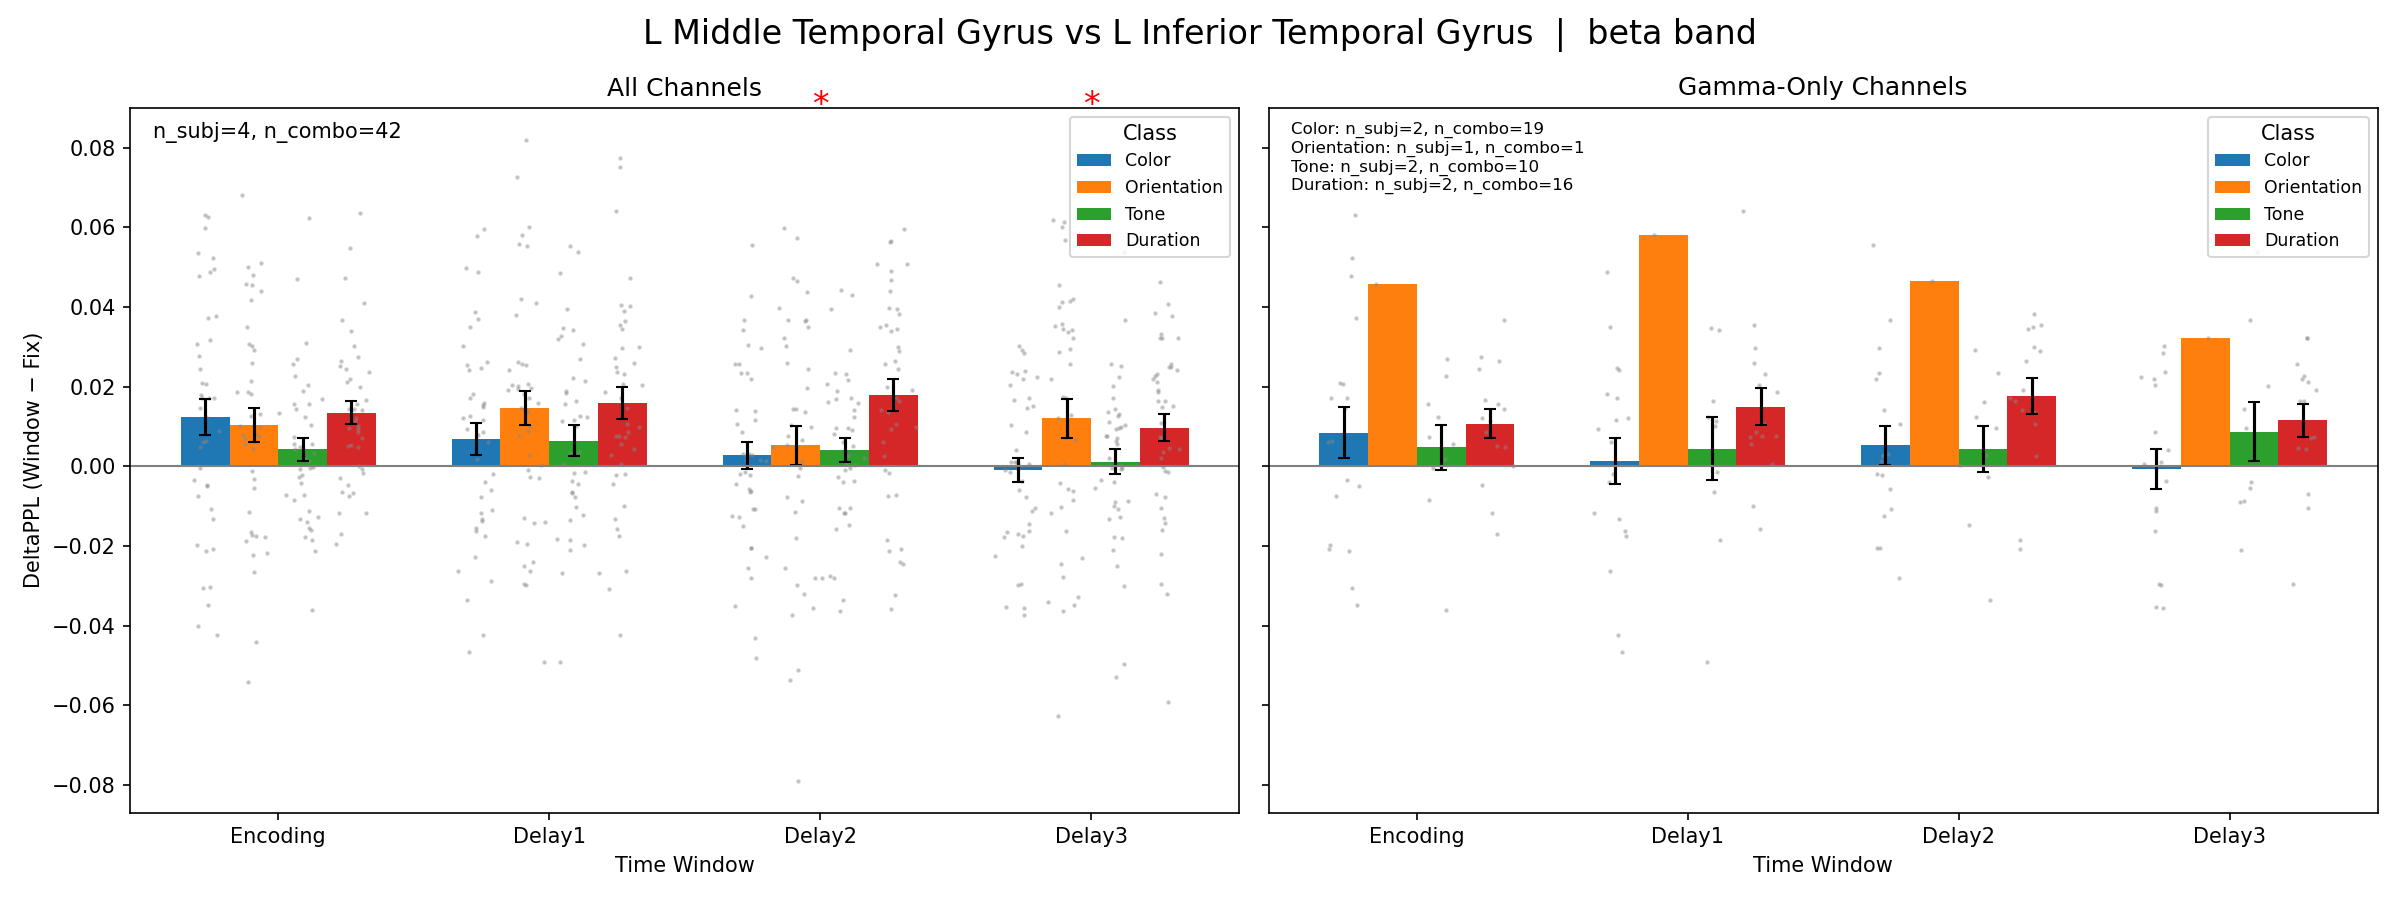 L Middle Temporal Gyrus vs L Inferior Temporal Gyrus | beta band
All Channels
*
*
n_subj=4, n_combo=42
Class
Color
Orientation
Tone
Duration
DeltaPPL (Window − Fix)
0.08
0.06
0.04
0.02
0.00
−0.02
−0.04
−0.06
−0.08
Encoding
Delay1
Delay2
Delay3
Time Window
Gamma-Only Channels
Color: n_subj=2, n_combo=19
Orientation: n_subj=1, n_combo=1
Tone: n_subj=2, n_combo=10
Duration: n_subj=2, n_combo=16
Class
Color
Orientation
Tone
Duration
Encoding
Delay1
Delay2
Delay3
Time Window